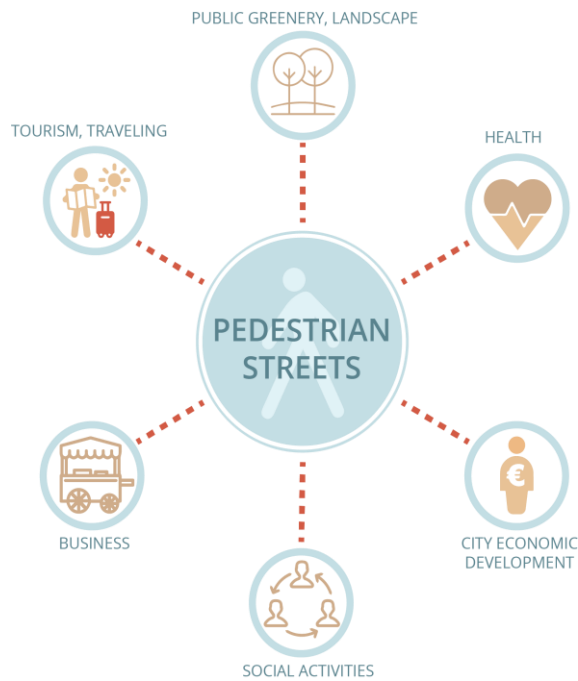 PUBLIC GREENERY, LANDSCAPE
TOURISM, TRAVELING
HEALTH
PEDESTRIAN
STREETS
€
BUSINESS
CITY ECONOMIC
DEVELOPMENT
SOCIAL ACTIVITIES